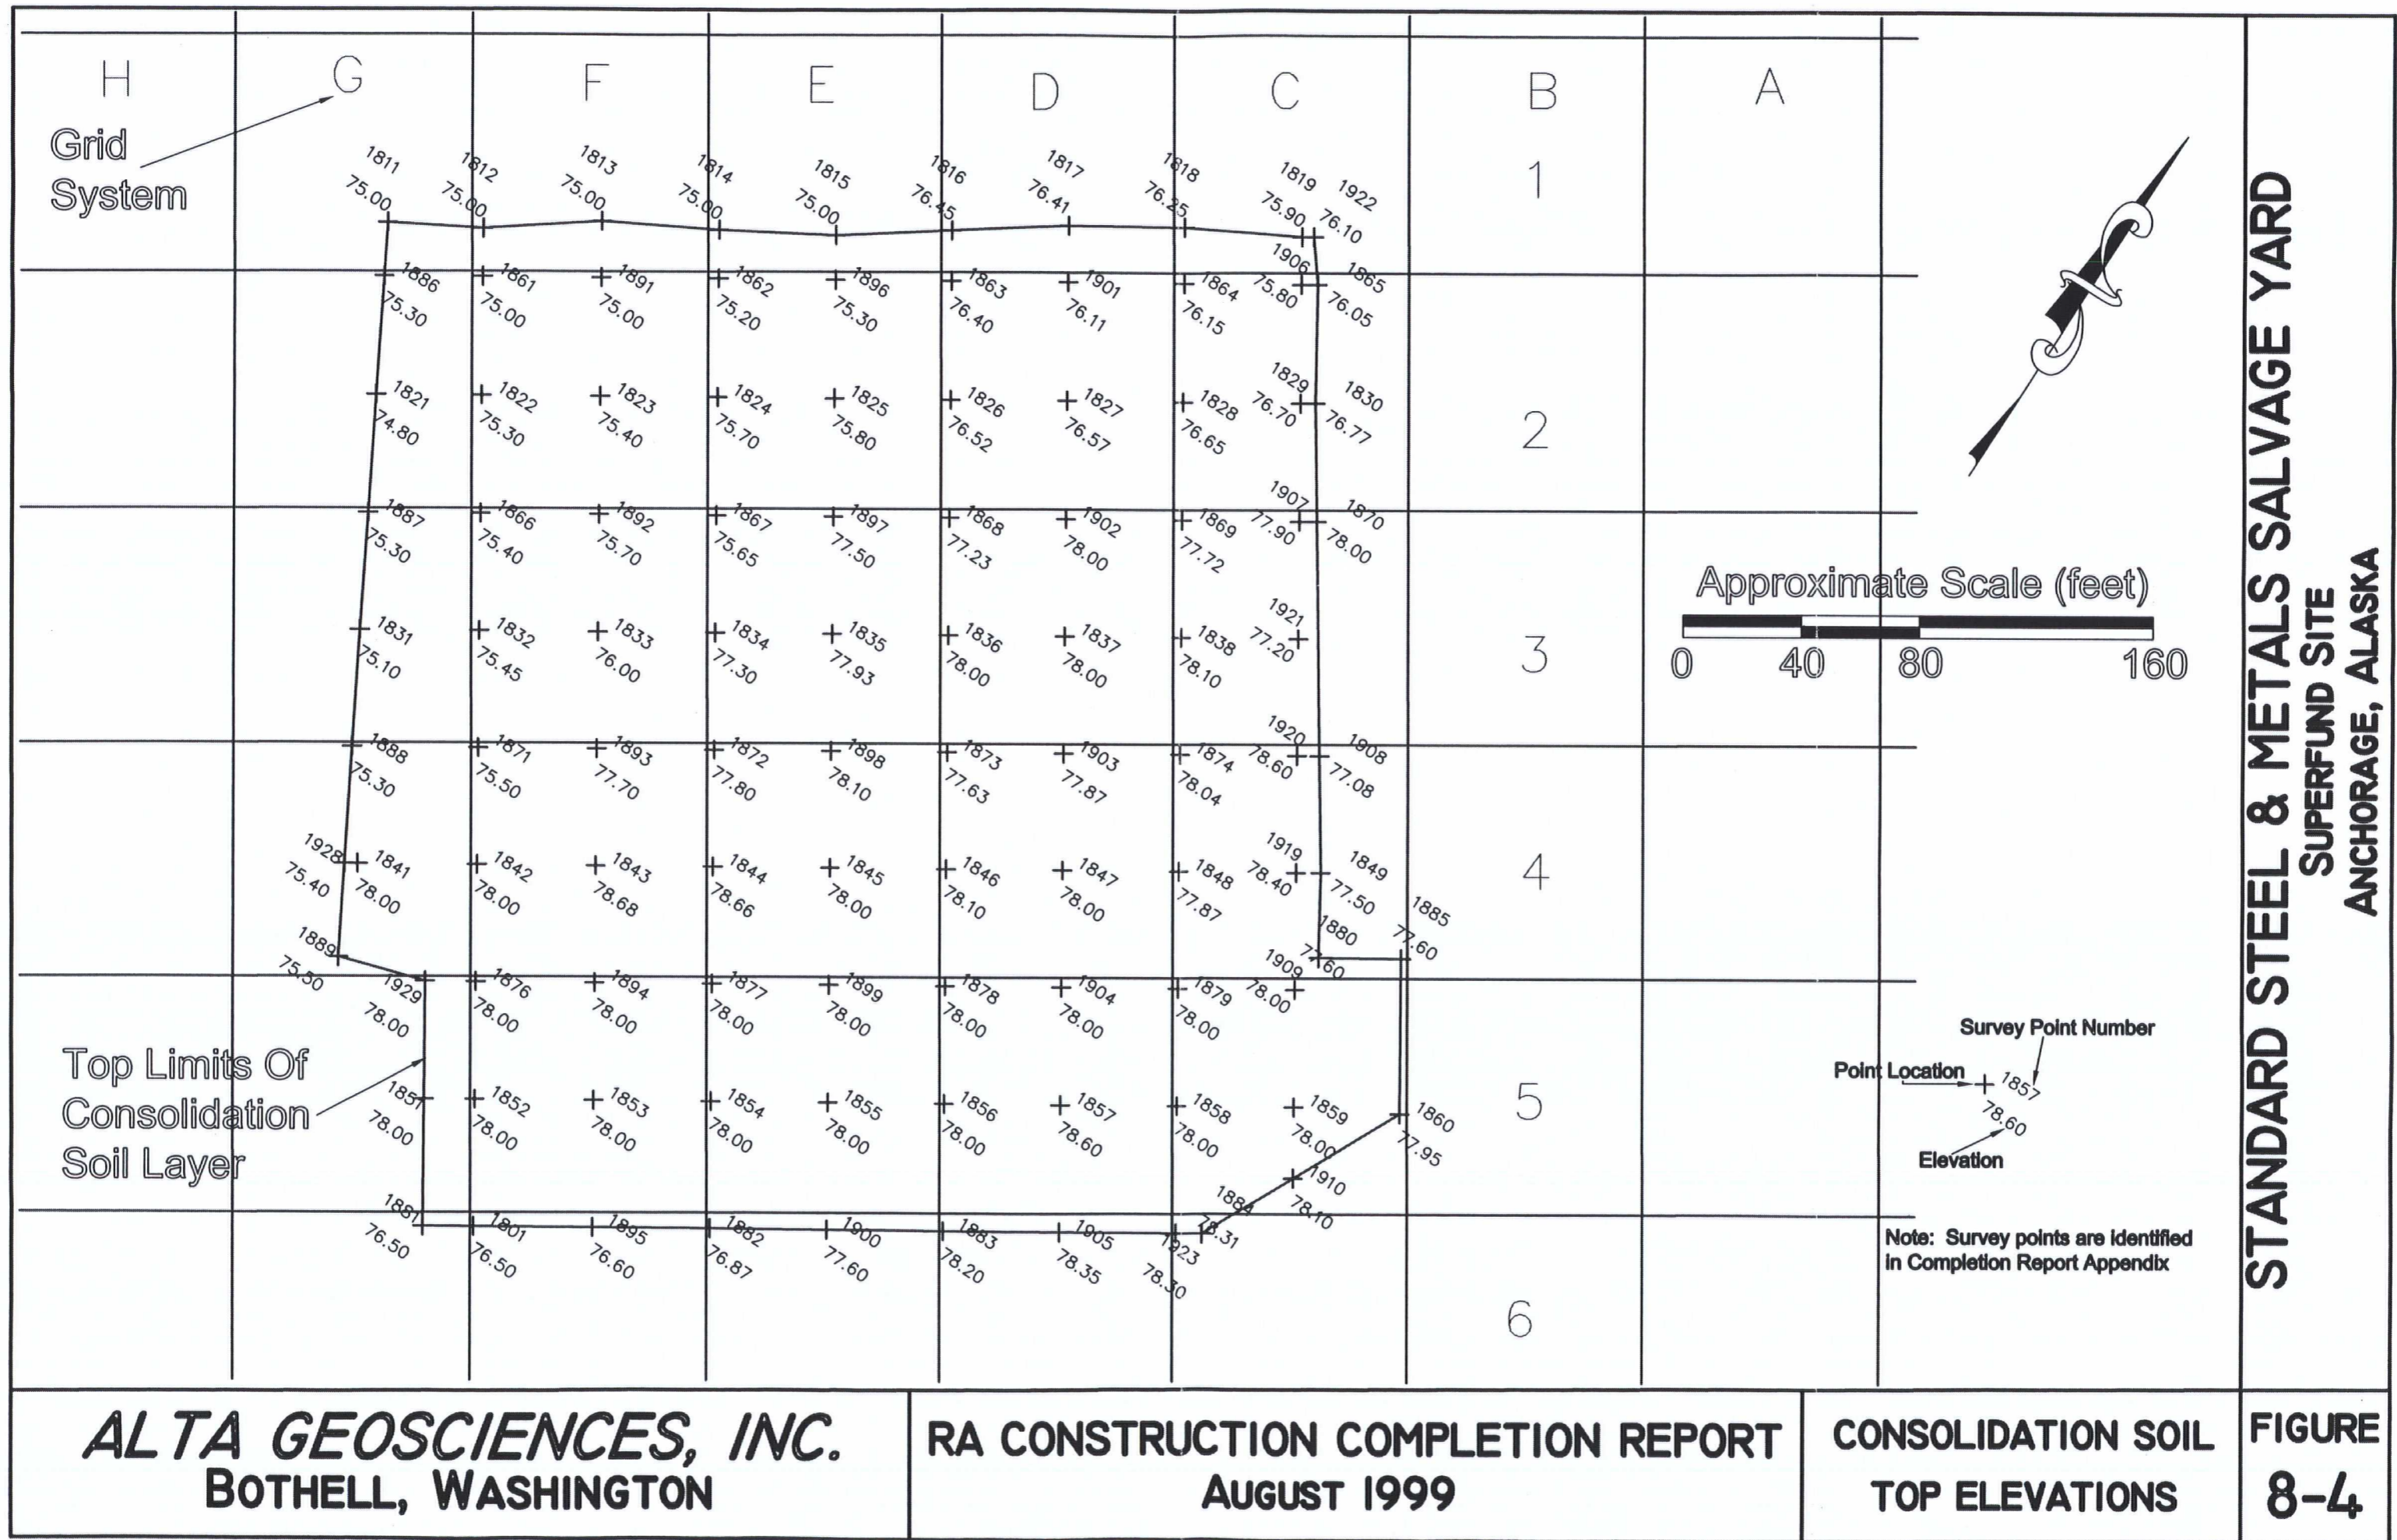 H G F E D C B A
Grid
System
1
1811 1812 1813 1814 1815 1816 1817 1818 1819 1922
75.00 75.00 75.00 75.00 75.00 76.45 76.41 76.25 75.90 76.10
1886 1861 1891 1862 1896 1863 1901 1864 1906 1865
75.30 75.00 75.00 75.20 75.30 76.40 76.11 76.15 75.80 76.05
1821 1822 1823 1824 1825 1826 1827 1828 1829 1830
74.80 75.30 75.40 75.70 75.80 76.52 76.57 76.65 76.70 76.77
2
1887 1866 1892 1867 1897 1868 1902 1869 1907 1870
75.30 75.40 75.70 75.65 77.50 77.23 78.00 77.72 77.90 78.00
1831 1832 1833 1834 1835 1836 1837 1838 1921
75.10 75.45 76.00 77.30 77.93 78.00 78.00 78.10 77.20
3
1888 1871 1893 1872 1898 1873 1903 1874 1920 1908
75.30 75.50 77.70 77.80 78.10 77.63 77.87 78.04 78.60 77.08
1928 1841 1842 1843 1844 1845 1846 1847 1848 1919 1849
75.40 78.00 78.00 78.68 78.66 78.00 78.10 78.00 77.87 78.40 77.50
4
1880 1885
77.60 77.60
1889 1929 1876 1894 1877 1899 1878 1904 1879 1909
75.50 78.00 78.00 78.00 78.00 78.00 78.00 78.00 78.00 78.00
Top Limits Of
Consolidation
Soil Layer
1851 1852 1853 1854 1855 1856 1857 1858 1859 1860
78.00 78.00 78.00 78.00 78.00 78.00 78.60 78.00 78.00 77.95
5
1910
78.10
1881 1801 1895 1882 1900 1883 1905 1923 1884
76.50 76.50 76.60 76.87 77.60 78.20 78.35 78.30 78.31
6
Approximate Scale (feet)
0 40 80 160
Survey Point Number
Point Location
1857
78.60
Elevation
Note: Survey points are identified
in Completion Report Appendix
STANDARD STEEL & METALS SALVAGE YARD
SUPERFUND SITE
ANCHORAGE, ALASKA
ALTA GEOSCIENCES, INC.
BOTHELL, WASHINGTON
RA CONSTRUCTION COMPLETION REPORT
AUGUST 1999
CONSOLIDATION SOIL
TOP ELEVATIONS
FIGURE
8-4